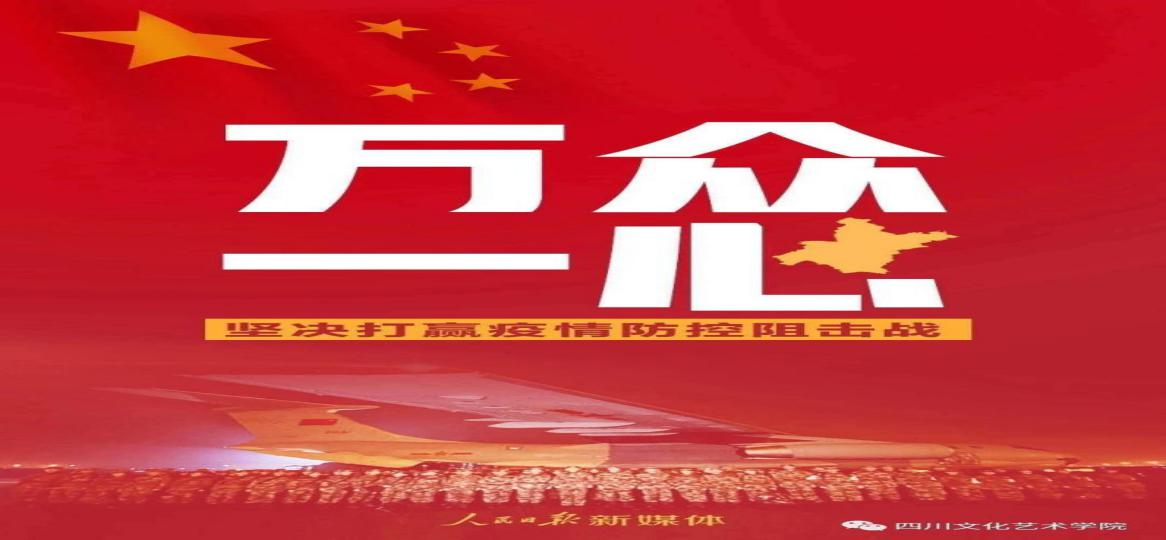 万众
一心
坚决打赢疫情防控阻击战
人民日报 新媒体
四川文化艺术学院